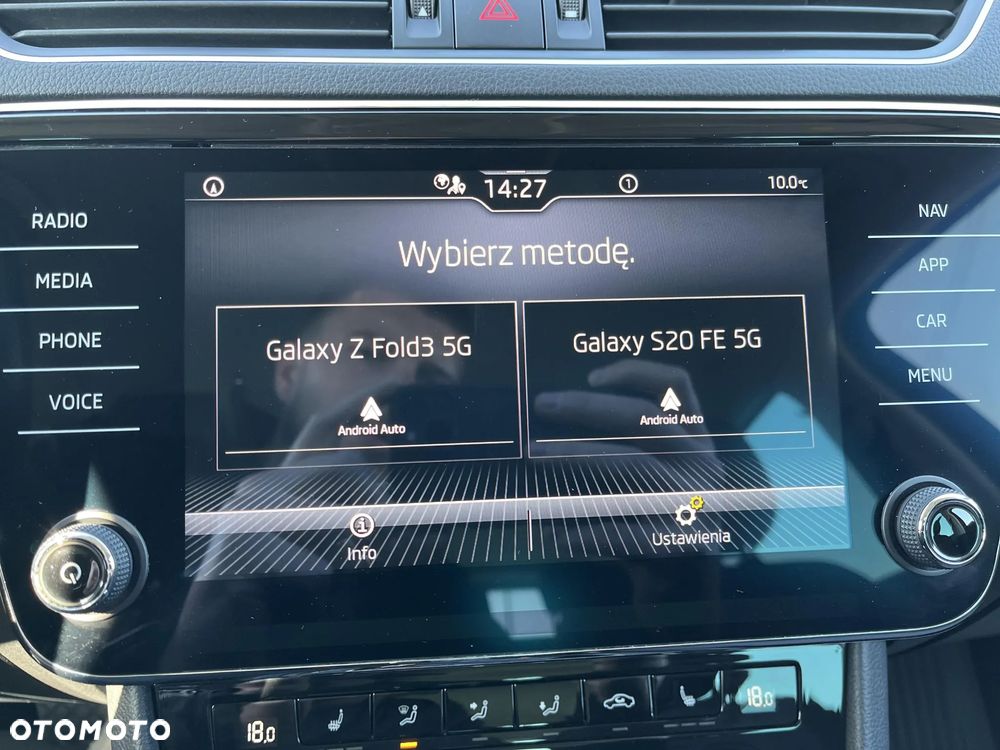 14:27
1
10.0°C
RADIO
MEDIA
PHONE
VOICE
Wybierz metodę.
Galaxy Z Fold3 5G
Android Auto
Galaxy S20 FE 5G
Android Auto
Info
Ustawienia
NAV
APP
CAR
MENU
18.0
18.0
OTOMOTO